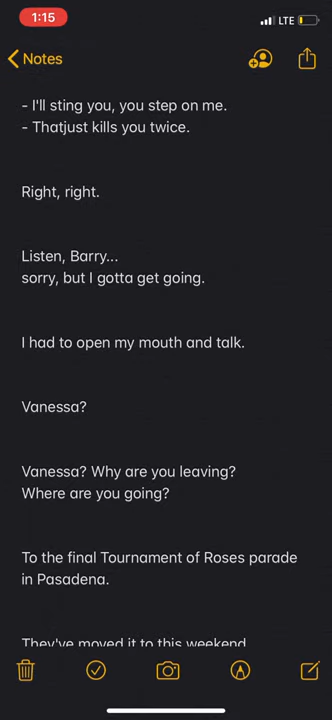 1:15
LTE
Notes
- I'll sting you, you step on me.
- Thatjust kills you twice.
Right, right.
Listen, Barry...
sorry, but I gotta get going.
I had to open my mouth and talk.
Vanessa?
Vanessa? Why are you leaving?
Where are you going?
To the final Tournament of Roses parade
in Pasadena.
They've moved it to this weekend